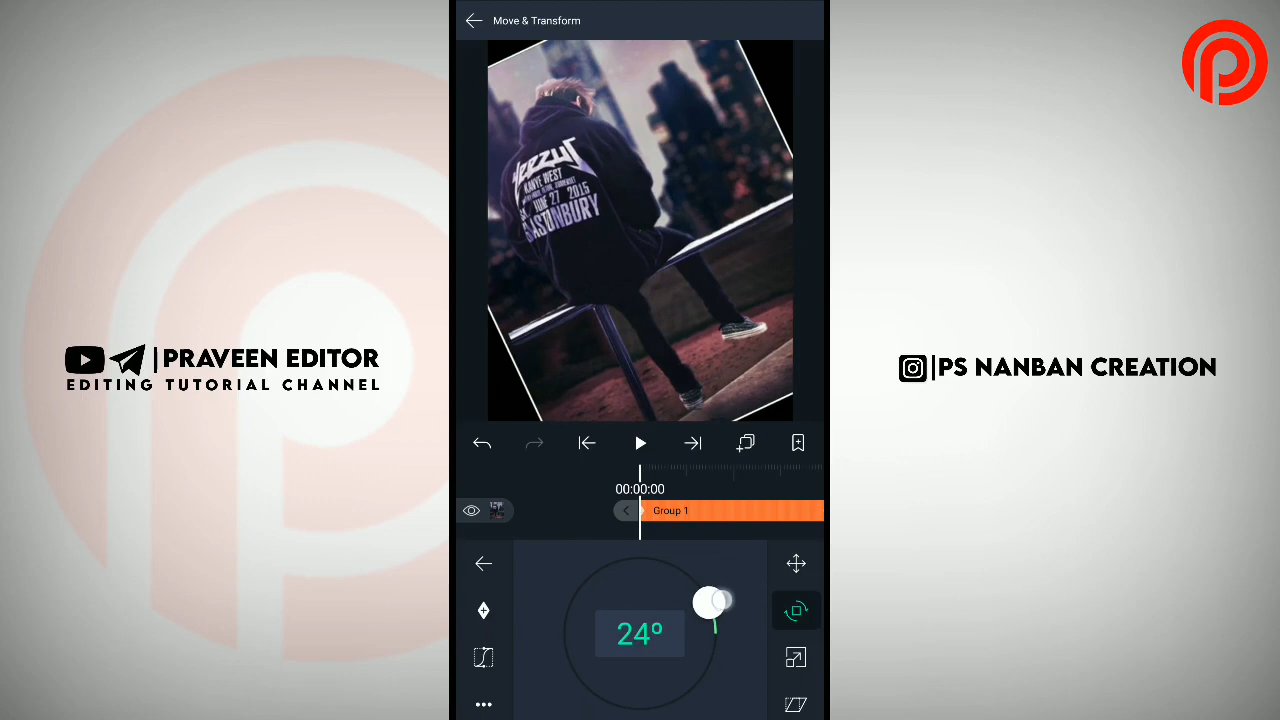 Move & Transform
YEEZUS
KANYE WEST
JUNE 27 2015
GLASTONBURY
|PRAVEEN EDITOR
EDITING TUTORIAL CHANNEL
|PS NANBAN CREATION
00:00:00
Group 1
24º